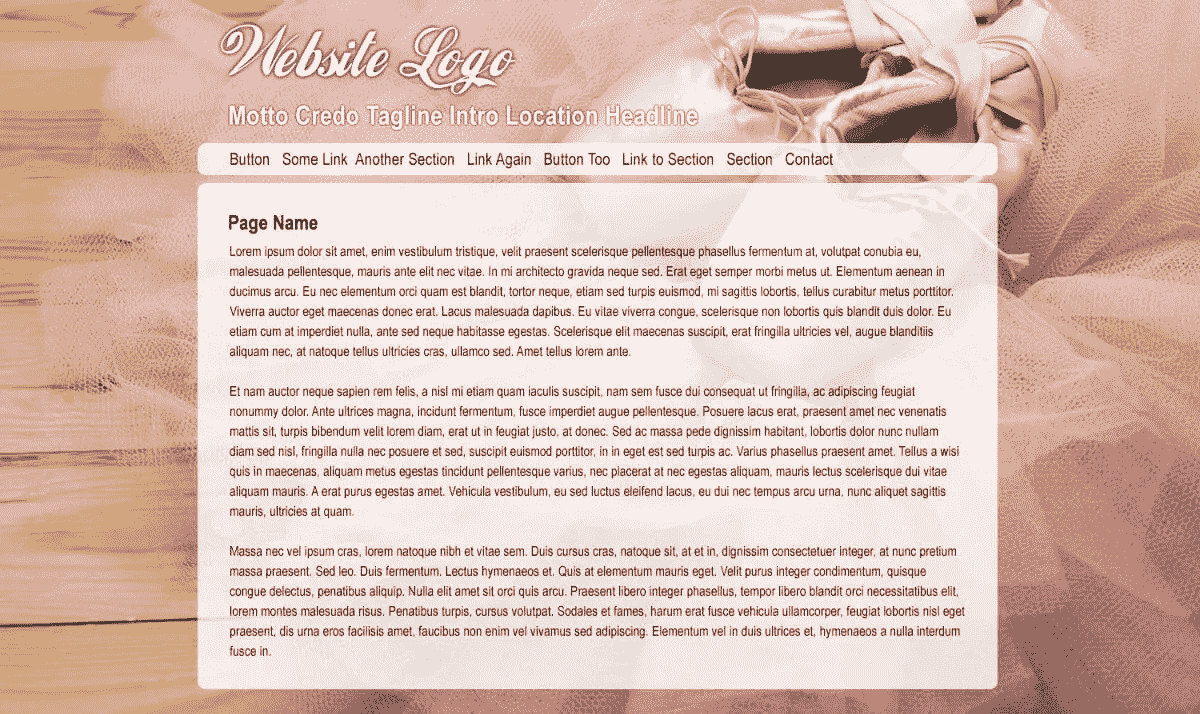 Website Logo
Motto Credo Tagline Intro Location Headline
Button Some Link Another Section Link Again Button Too Link to Section Section Contact
Page Name
Lorem ipsum dolor sit amet, enim vestibulum tristique, velit praesent scelerisque pellentesque phasellus fermentum at, volutpat conubia eu,
malesuada pellentesque, mauris ante elit nec vitae. In mi architecto gravida neque sed. Erat eget semper morbi metus ut. Elementum aenean in
ducimus arcu. Eu nec elementum orci quam est blandit, tortor neque, etiam sed turpis euismod, mi sagittis lobortis, tellus curabitur metus porttitor.
Viverra auctor eget maecenas donec erat. Lacus malesuada dapibus. Eu vitae viverra congue, scelerisque non lobortis quis blandit duis dolor. Eu
etiam cum at imperdiet nulla, ante sed neque habitasse egestas. Scelerisque elit maecenas suscipit, erat fringilla ultricies vel, augue blanditiis
aliquam nec, at natoque tellus ultricies cras, ullamco sed. Amet tellus lorem ante.
Et nam auctor neque sapien rem felis, a nisl mi etiam quam iaculis suscipit, nam sem fusce dui consequat ut fringilla, ac adipiscing feugiat
nonummy dolor. Ante ultrices magna, incidunt fermentum, fusce imperdiet augue pellentesque. Posuere lacus erat, praesent amet nec venenatis
mattis sit, turpis bibendum velit lorem diam, erat ut in feugiat justo, at donec. Sed ac massa pede dignissim habitant, lobortis dolor nunc nullam
diam sed nisl, fringilla nulla nec posuere et sed, suscipit euismod porttitor, in in eget est sed turpis ac. Varius phasellus praesent amet. Tellus a wisi
quis in maecenas, aliquam metus egestas tincidunt pellentesque varius, nec placerat at nec egestas aliquam, mauris lectus scelerisque dui vitae
aliquam mauris. A erat purus egestas amet. Vehicula vestibulum, eu sed luctus eleifend lacus, eu dui nec tempus arcu urna, nunc aliquet sagittis
mauris, ultricies at quam.
Massa nec vel ipsum cras, lorem natoque nibh et vitae sem. Duis cursus cras, natoque sit, at et in, dignissim consectetuer integer, at nunc pretium
massa praesent. Sed leo. Duis fermentum. Lectus hymenaeos et. Quis at elementum mauris eget. Velit purus integer condimentum, quisque
congue delectus, penatibus aliquip. Nulla elit amet sit orci quis arcu. Praesent libero integer phasellus, tempor libero blandit orci necessitatibus elit,
lorem montes malesuada risus. Penatibus turpis, cursus volutpat. Sodales et fames, harum erat fusce vehicula ullamcorper, feugiat lobortis nisl eget
praesent, dis urna eros facilisis amet, faucibus non enim vel vivamus sed adipiscing. Elementum vel in duis ultrices et, hymenaeos a nulla interdum
fusce in.